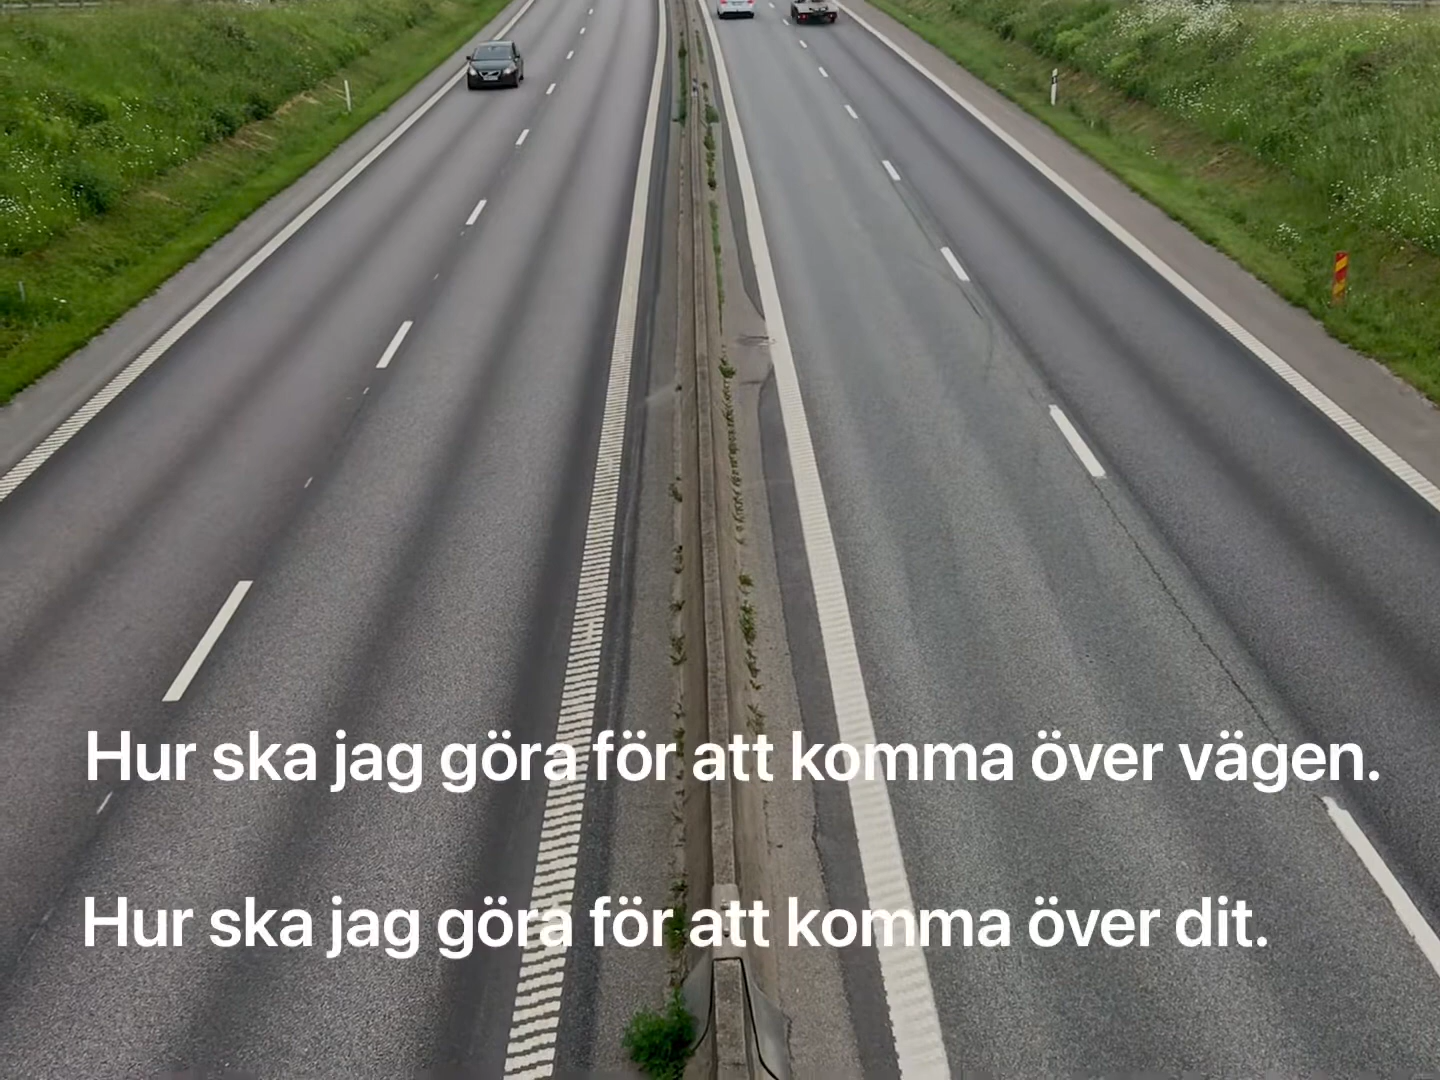 Hur ska jag göra för att komma över vägen.
Hur ska jag göra för att komma över dit.